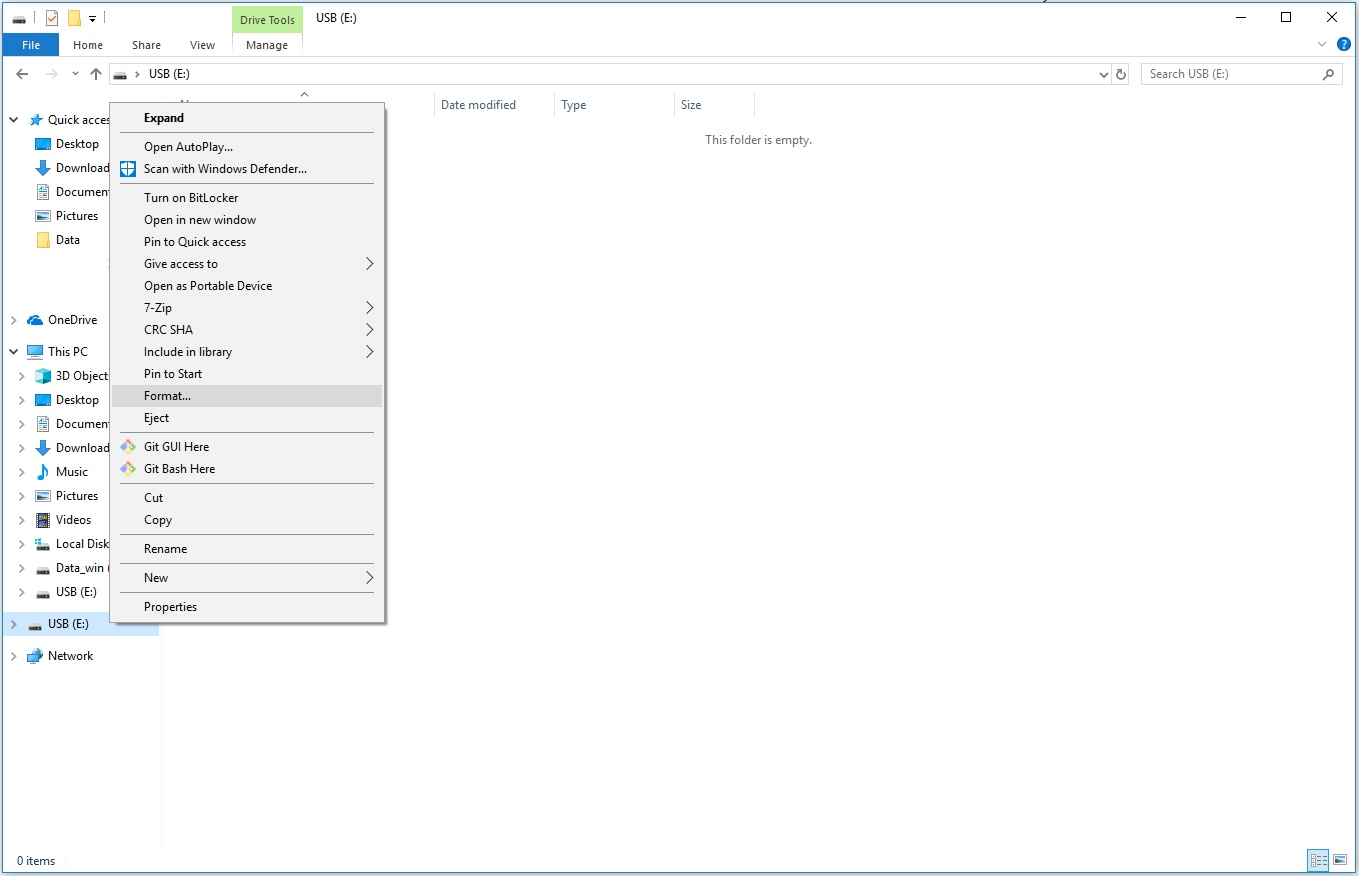 Drive Tools
USB (E:)
File
Home
Share
View
Manage
USB (E:)
Search USB (E:)
Date modified
Type
Size
This folder is empty.
Quick acces
Desktop
Download
Documen
Pictures
Data
OneDrive
This PC
3D Object
Desktop
Documen
Download
Music
Pictures
Videos
Local Disk
Data_win (
USB (E:)
USB (E:)
Network
Expand
Open AutoPlay...
Scan with Windows Defender...
Turn on BitLocker
Open in new window
Pin to Quick access
Give access to
Open as Portable Device
7-Zip
CRC SHA
Include in library
Pin to Start
Format...
Eject
Git GUI Here
Git Bash Here
Cut
Copy
Rename
New
Properties
0 items